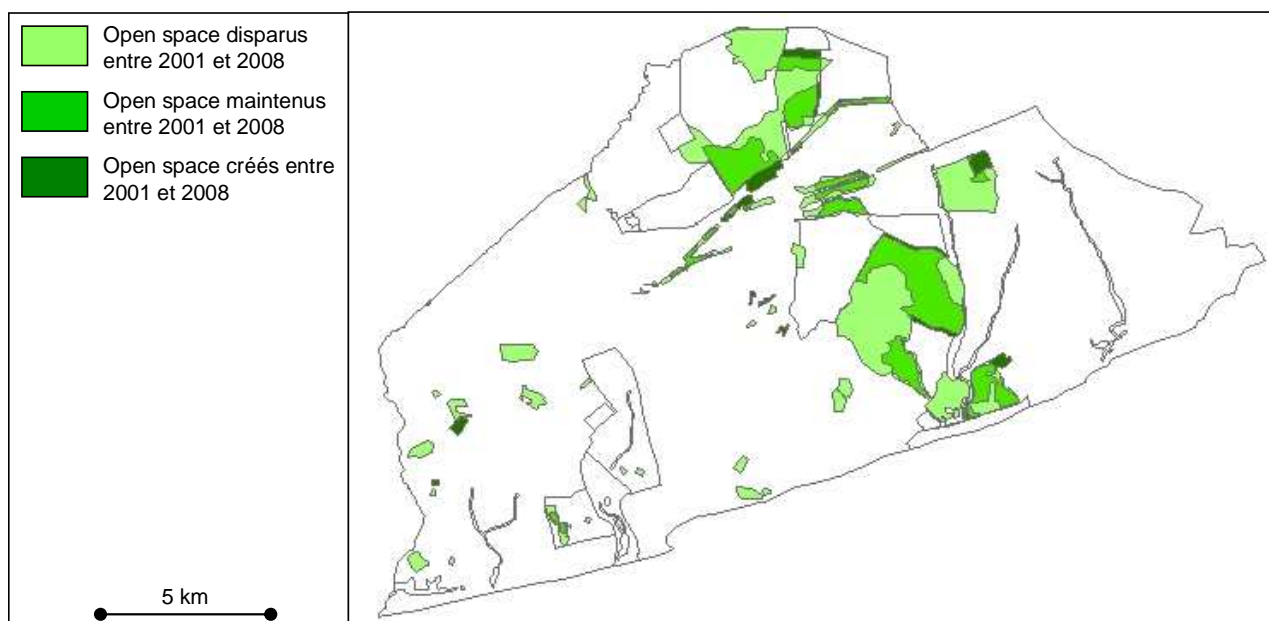 Open space disparus
entre 2001 et 2008
Open space maintenus
entre 2001 et 2008
Open space créés entre
2001 et 2008
5 km